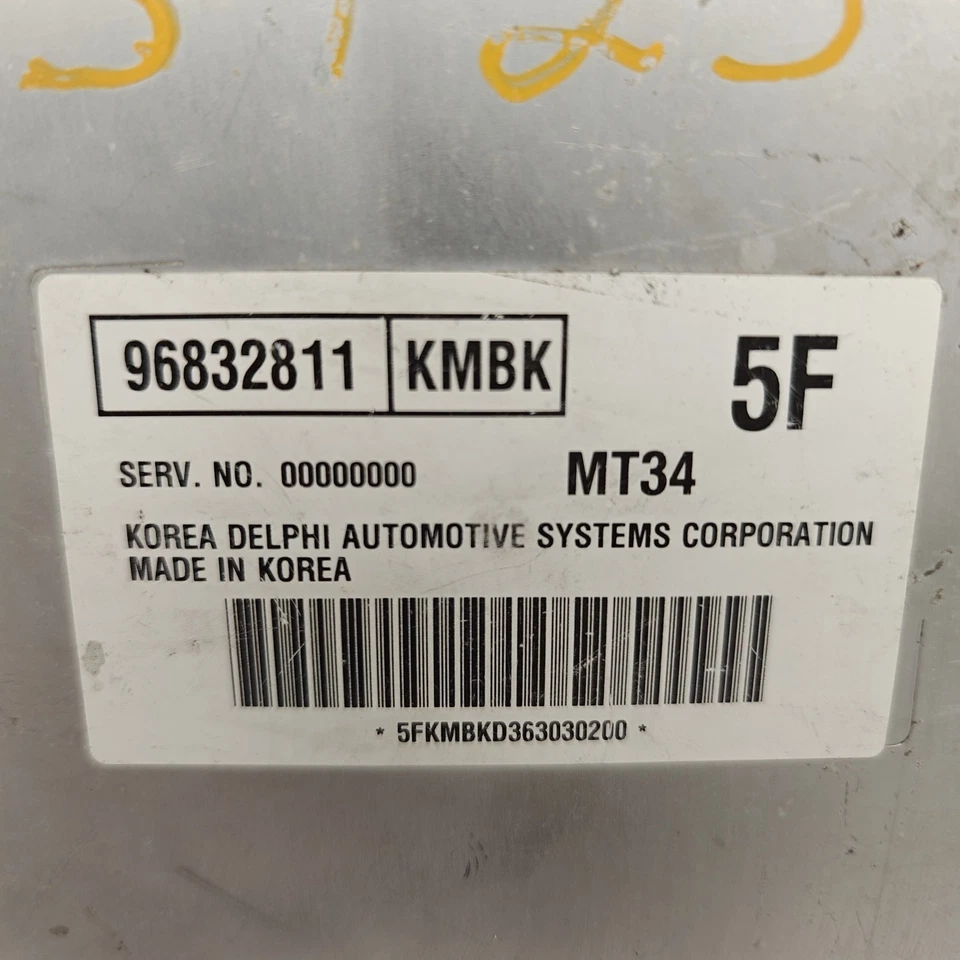 96832811 KMBK 5F
SERV. NO. 00000000 MT34
KOREA DELPHI AUTOMOTIVE SYSTEMS CORPORATION
MADE IN KOREA
* 5FKMBKD363030200 *